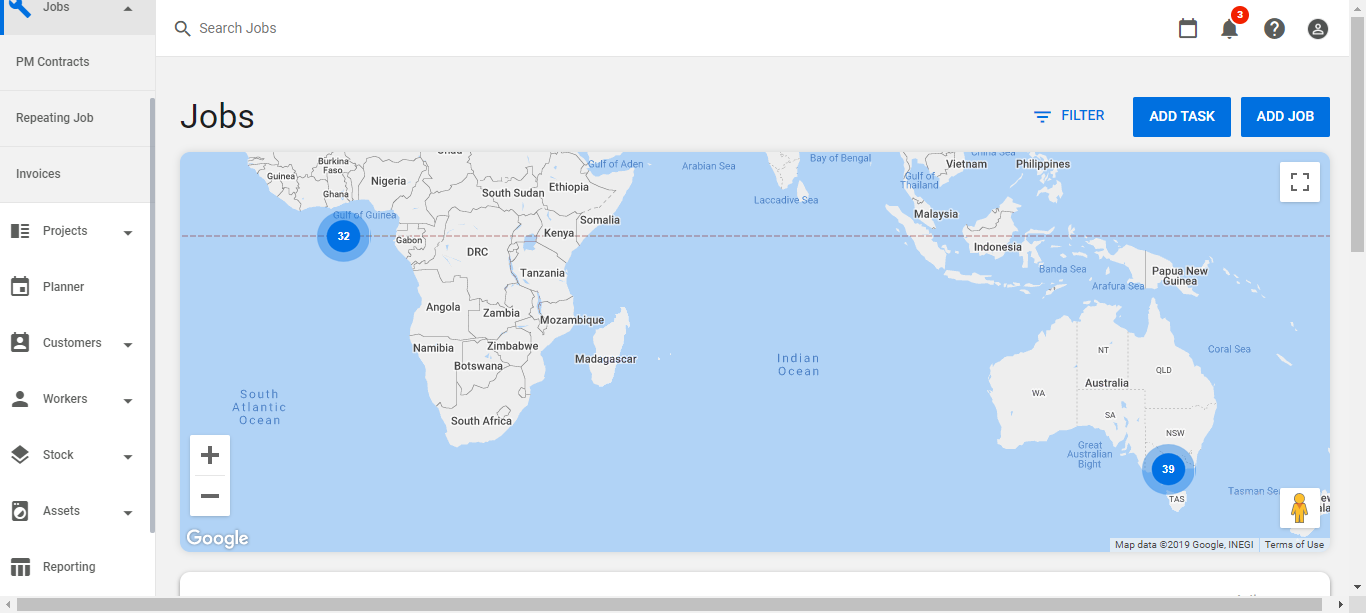 Jobs
PM Contracts
Repeating Job
Invoices
Projects
Planner
Customers
Workers
Stock
Assets
Reporting
Search Jobs
3
Jobs
FILTER
ADD TASK
ADD JOB
Burkina
Faso
Guinea
Ghana
Nigeria
South Sudan
Ethiopia
Gulf of Aden
Arabian Sea
Bay of Bengal
Laccadive Sea
Vietnam
Philippines
China Sea
Gulf of
Thailand
Malaysia
Somalia
Gulf of Guinea
32
Gabon
DRC
Kenya
Tanzania
Indonesia
Banda Sea
Arafura Sea
Papua New
Guinea
Angola
Zambia
Mozambique
Namibia
Zimbabwe
Botswana
Madagascar
South Africa
South
Atlantic
Ocean
Indian
Ocean
NT
QLD
Australia
WA
SA
NSW
Coral Sea
Great
Australian
Bight
39
TAS
Tasman Sea
Google
Map data ©2019 Google, INEGI
Terms of Use